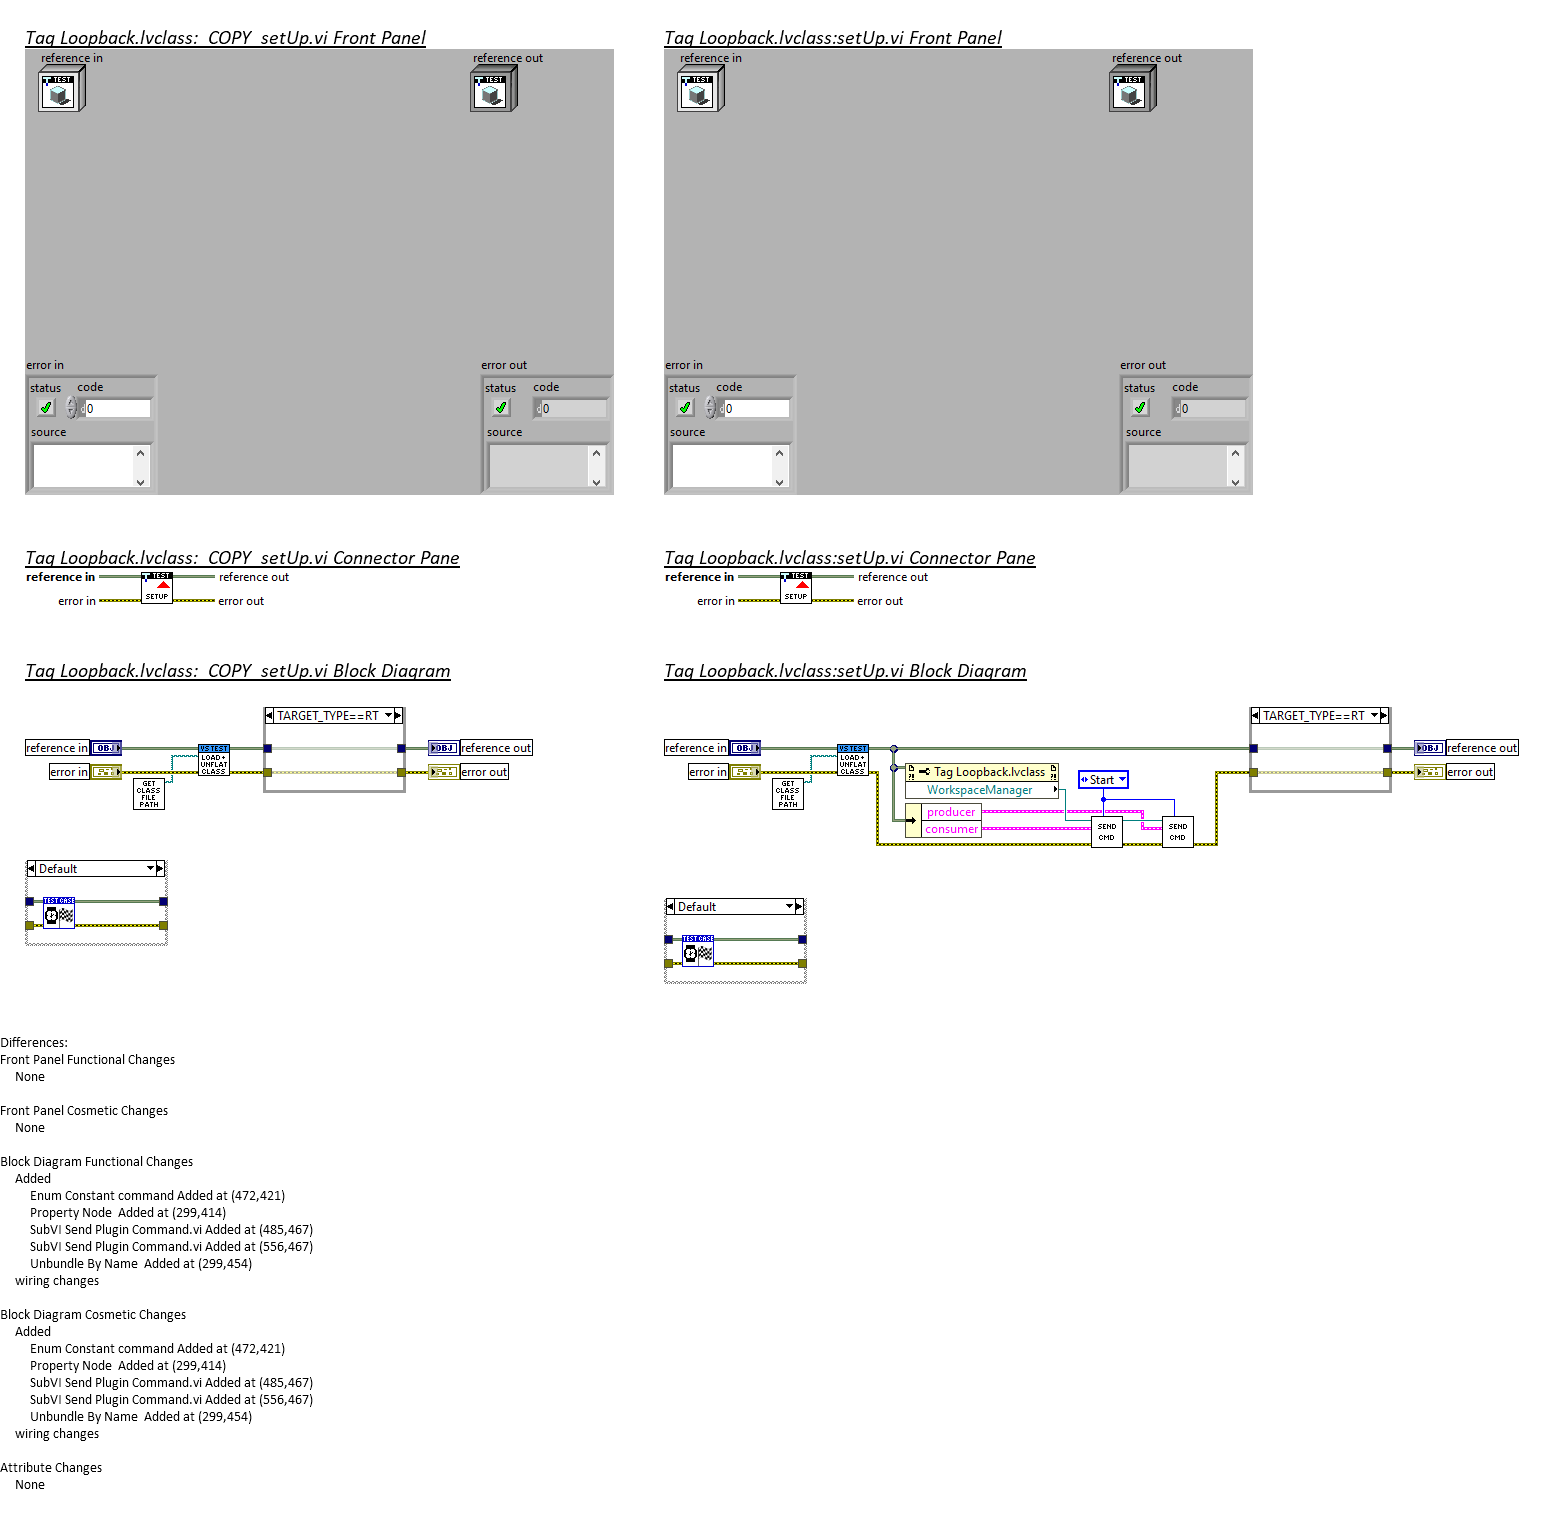 Tag Loopback.lvclass:  COPY  setUp.vi Front Panel
reference in
TEST
reference out
TEST
error in
status
code
d 0
source
error out
status
code
d 0
source
Tag Loopback.lvclass:setUp.vi Front Panel
reference in
TEST
reference out
TEST
error in
status
code
d 0
source
error out
status
code
d 0
source
Tag Loopback.lvclass:  COPY  setUp.vi Connector Pane
reference in
TEST
SETUP
reference out
error in
error out
Tag Loopback.lvclass:setUp.vi Connector Pane
reference in
TEST
SETUP
reference out
error in
error out
Tag Loopback.lvclass:  COPY  setUp.vi Block Diagram
TARGET_TYPE==RT
reference in
OBJ
VS TEST
LOAD+
UNFLAT
CLASS
OBJ
reference out
error in
error out
GET
CLASS
FILE
PATH
Default
TEST CASE
Tag Loopback.lvclass:setUp.vi Block Diagram
TARGET_TYPE==RT
reference in
OBJ
VS TEST
LOAD+
UNFLAT
CLASS
OBJ
reference out
error in
error out
GET
CLASS
FILE
PATH
Tag Loopback.lvclass
WorkspaceManager
producer
consumer
Start
SEND
CMD
SEND
CMD
Default
TEST CASE
Differences:
Front Panel Functional Changes
None
Front Panel Cosmetic Changes
None
Block Diagram Functional Changes
Added
Enum Constant command Added at (472,421)
Property Node  Added at (299,414)
SubVI Send Plugin Command.vi Added at (485,467)
SubVI Send Plugin Command.vi Added at (556,467)
Unbundle By Name  Added at (299,454)
wiring changes
Block Diagram Cosmetic Changes
Added
Enum Constant command Added at (472,421)
Property Node  Added at (299,414)
SubVI Send Plugin Command.vi Added at (485,467)
SubVI Send Plugin Command.vi Added at (556,467)
Unbundle By Name  Added at (299,454)
wiring changes
Attribute Changes
None